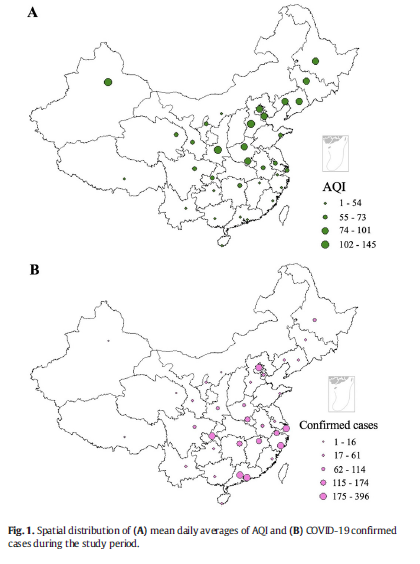 A
AQI
1 - 54
55 - 73
74 - 101
102 - 145
B
Confirmed cases
1 - 16
17 - 61
62 - 114
115 - 174
175 - 396
Fig. 1. Spatial distribution of (A) mean daily averages of AQI and (B) COVID-19 confirmed
cases during the study period.